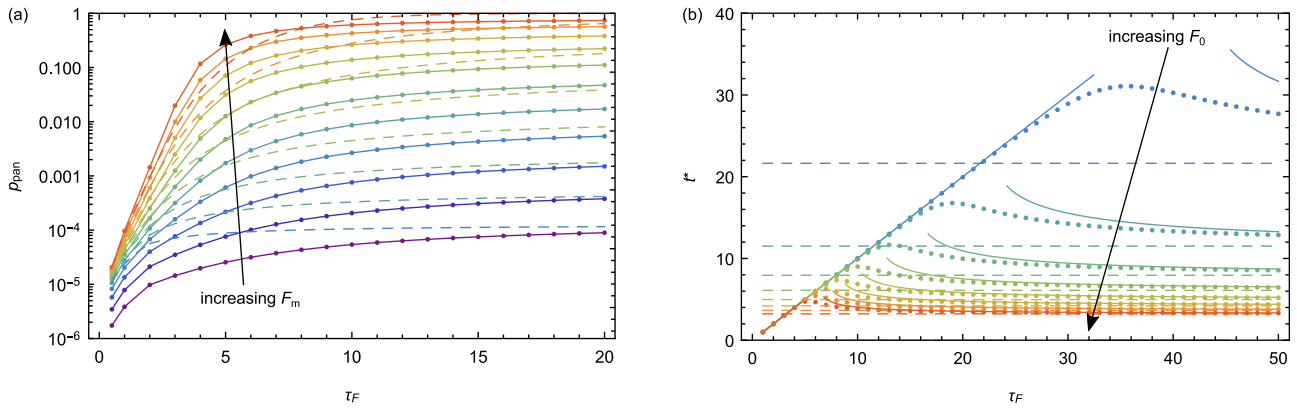 (a)
1
0.100
0.010
0.001
10⁻⁴
10⁻⁵
10⁻⁶
p_pan
increasing F_m
0 5 10 15 20
τ_F
(b)
40
30
20
10
0
t*
increasing F_0
0 10 20 30 40 50
τ_F